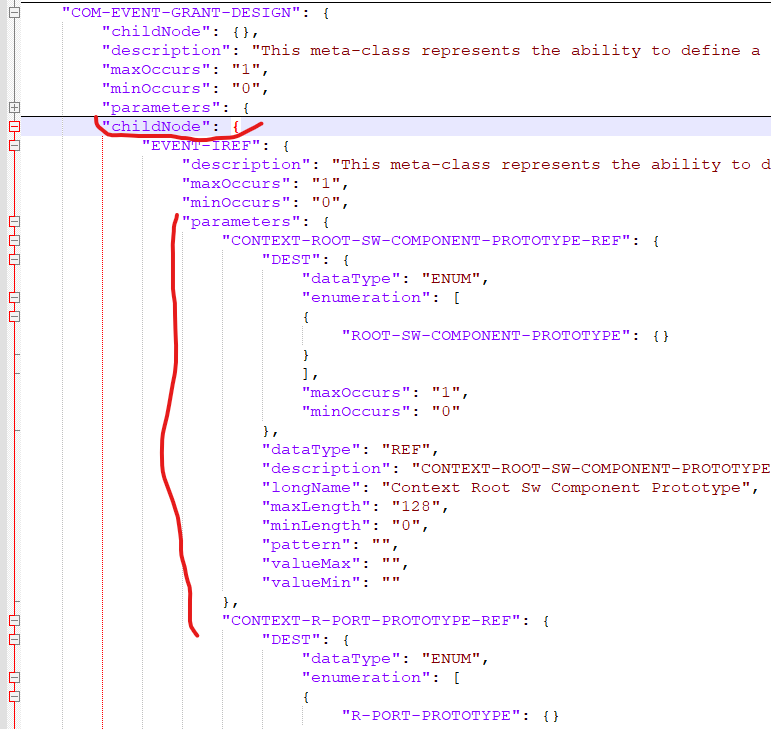 "COM-EVENT-GRANT-DESIGN": {
"childNode": {},
"description": "This meta-class represents the ability to define a
"maxOccurs": "1",
"minOccurs": "0",
"parameters": {
"childNode": {
"EVENT-IREF": {
"description": "This meta-class represents the ability to d
"maxOccurs": "1",
"minOccurs": "0",
"parameters": {
"CONTEXT-ROOT-SW-COMPONENT-PROTOTYPE-REF": {
"DEST": {
"dataType": "ENUM",
"enumeration": [
{
"ROOT-SW-COMPONENT-PROTOTYPE": {}
}
],
"maxOccurs": "1",
"minOccurs": "0"
},
"dataType": "REF",
"description": "CONTEXT-ROOT-SW-COMPONENT-PROTOTYPE
"longName": "Context Root Sw Component Prototype",
"maxLength": "128",
"minLength": "0",
"pattern": "",
"valueMax": "",
"valueMin": ""
},
"CONTEXT-R-PORT-PROTOTYPE-REF": {
"DEST": {
"dataType": "ENUM",
"enumeration": [
{
"R-PORT-PROTOTYPE": {}